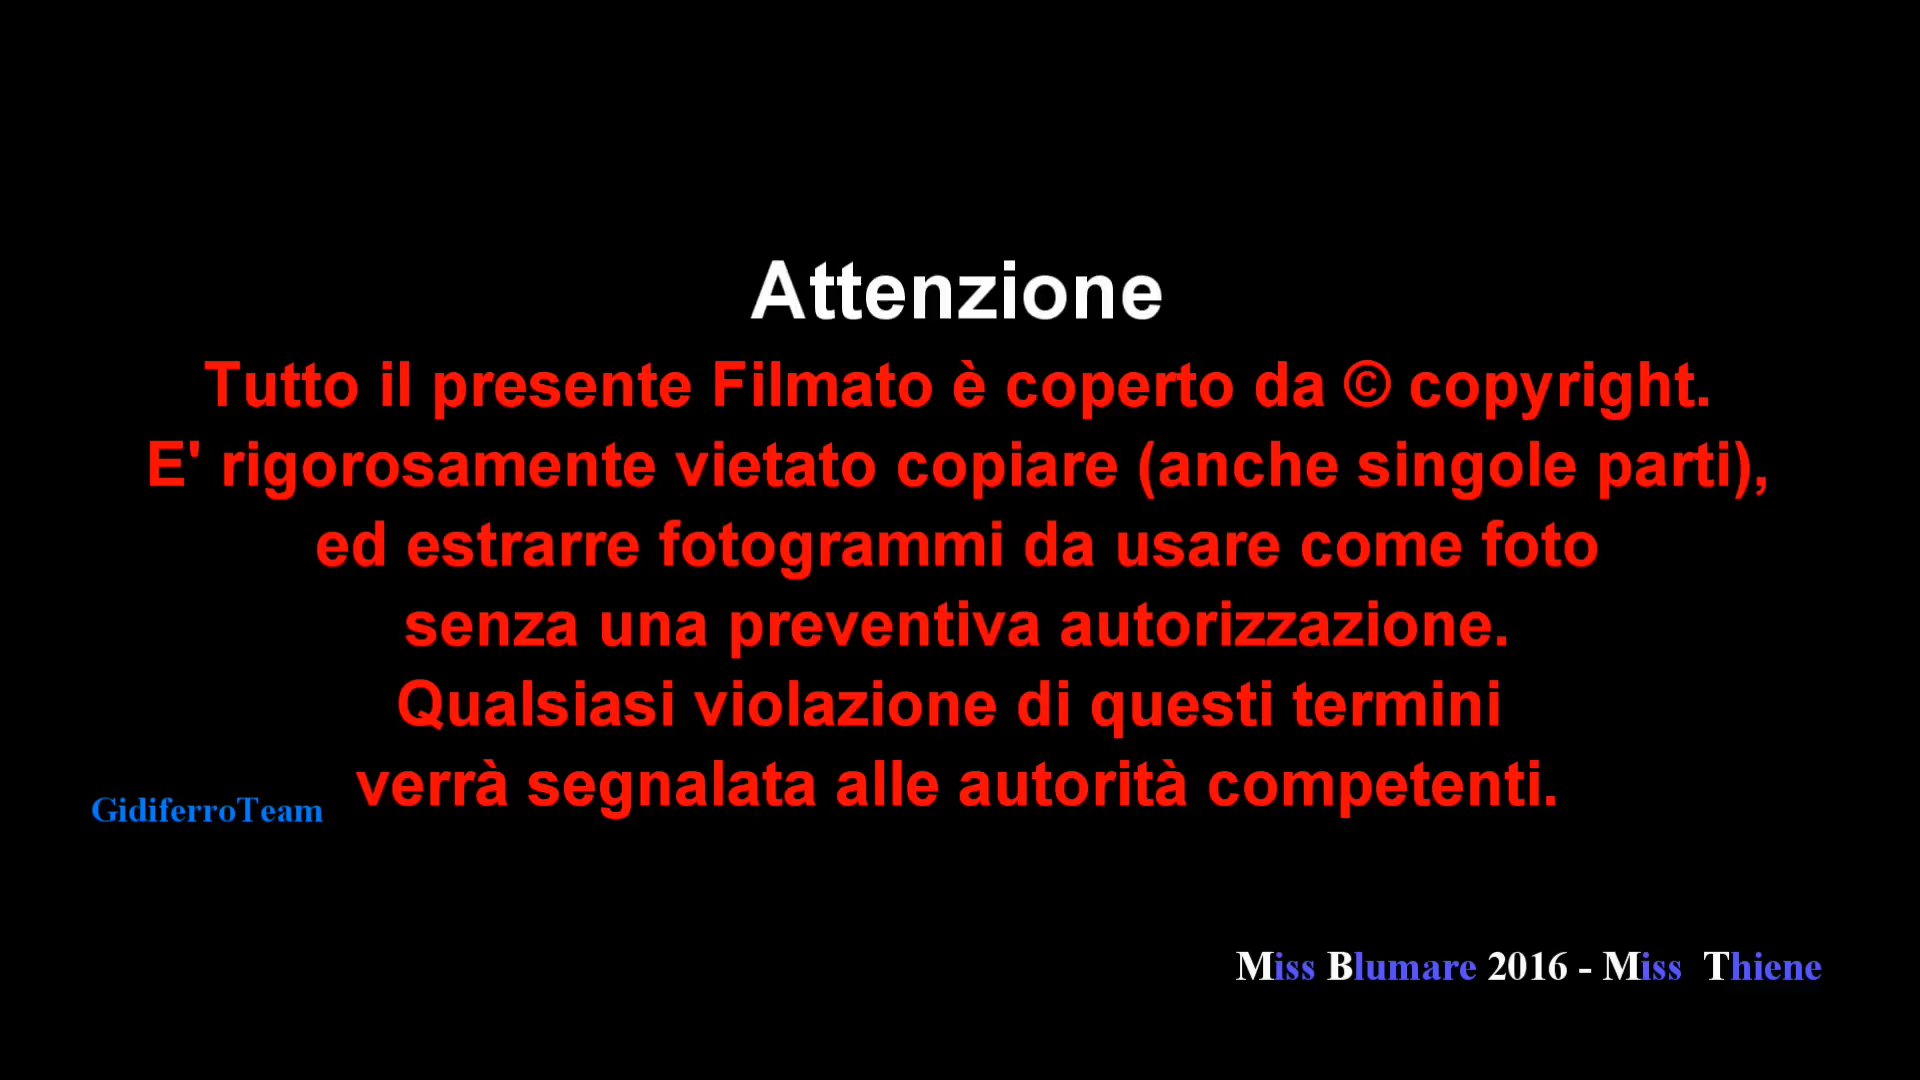 Attenzione
Tutto il presente Filmato è coperto da © copyright.
E' rigorosamente vietato copiare (anche singole parti),
ed estrarre fotogrammi da usare come foto
senza una preventiva autorizzazione.
Qualsiasi violazione di questi termini
verrà segnalata alle autorità competenti.
GidiferroTeam
Miss Blumare 2016 - Miss  Thiene